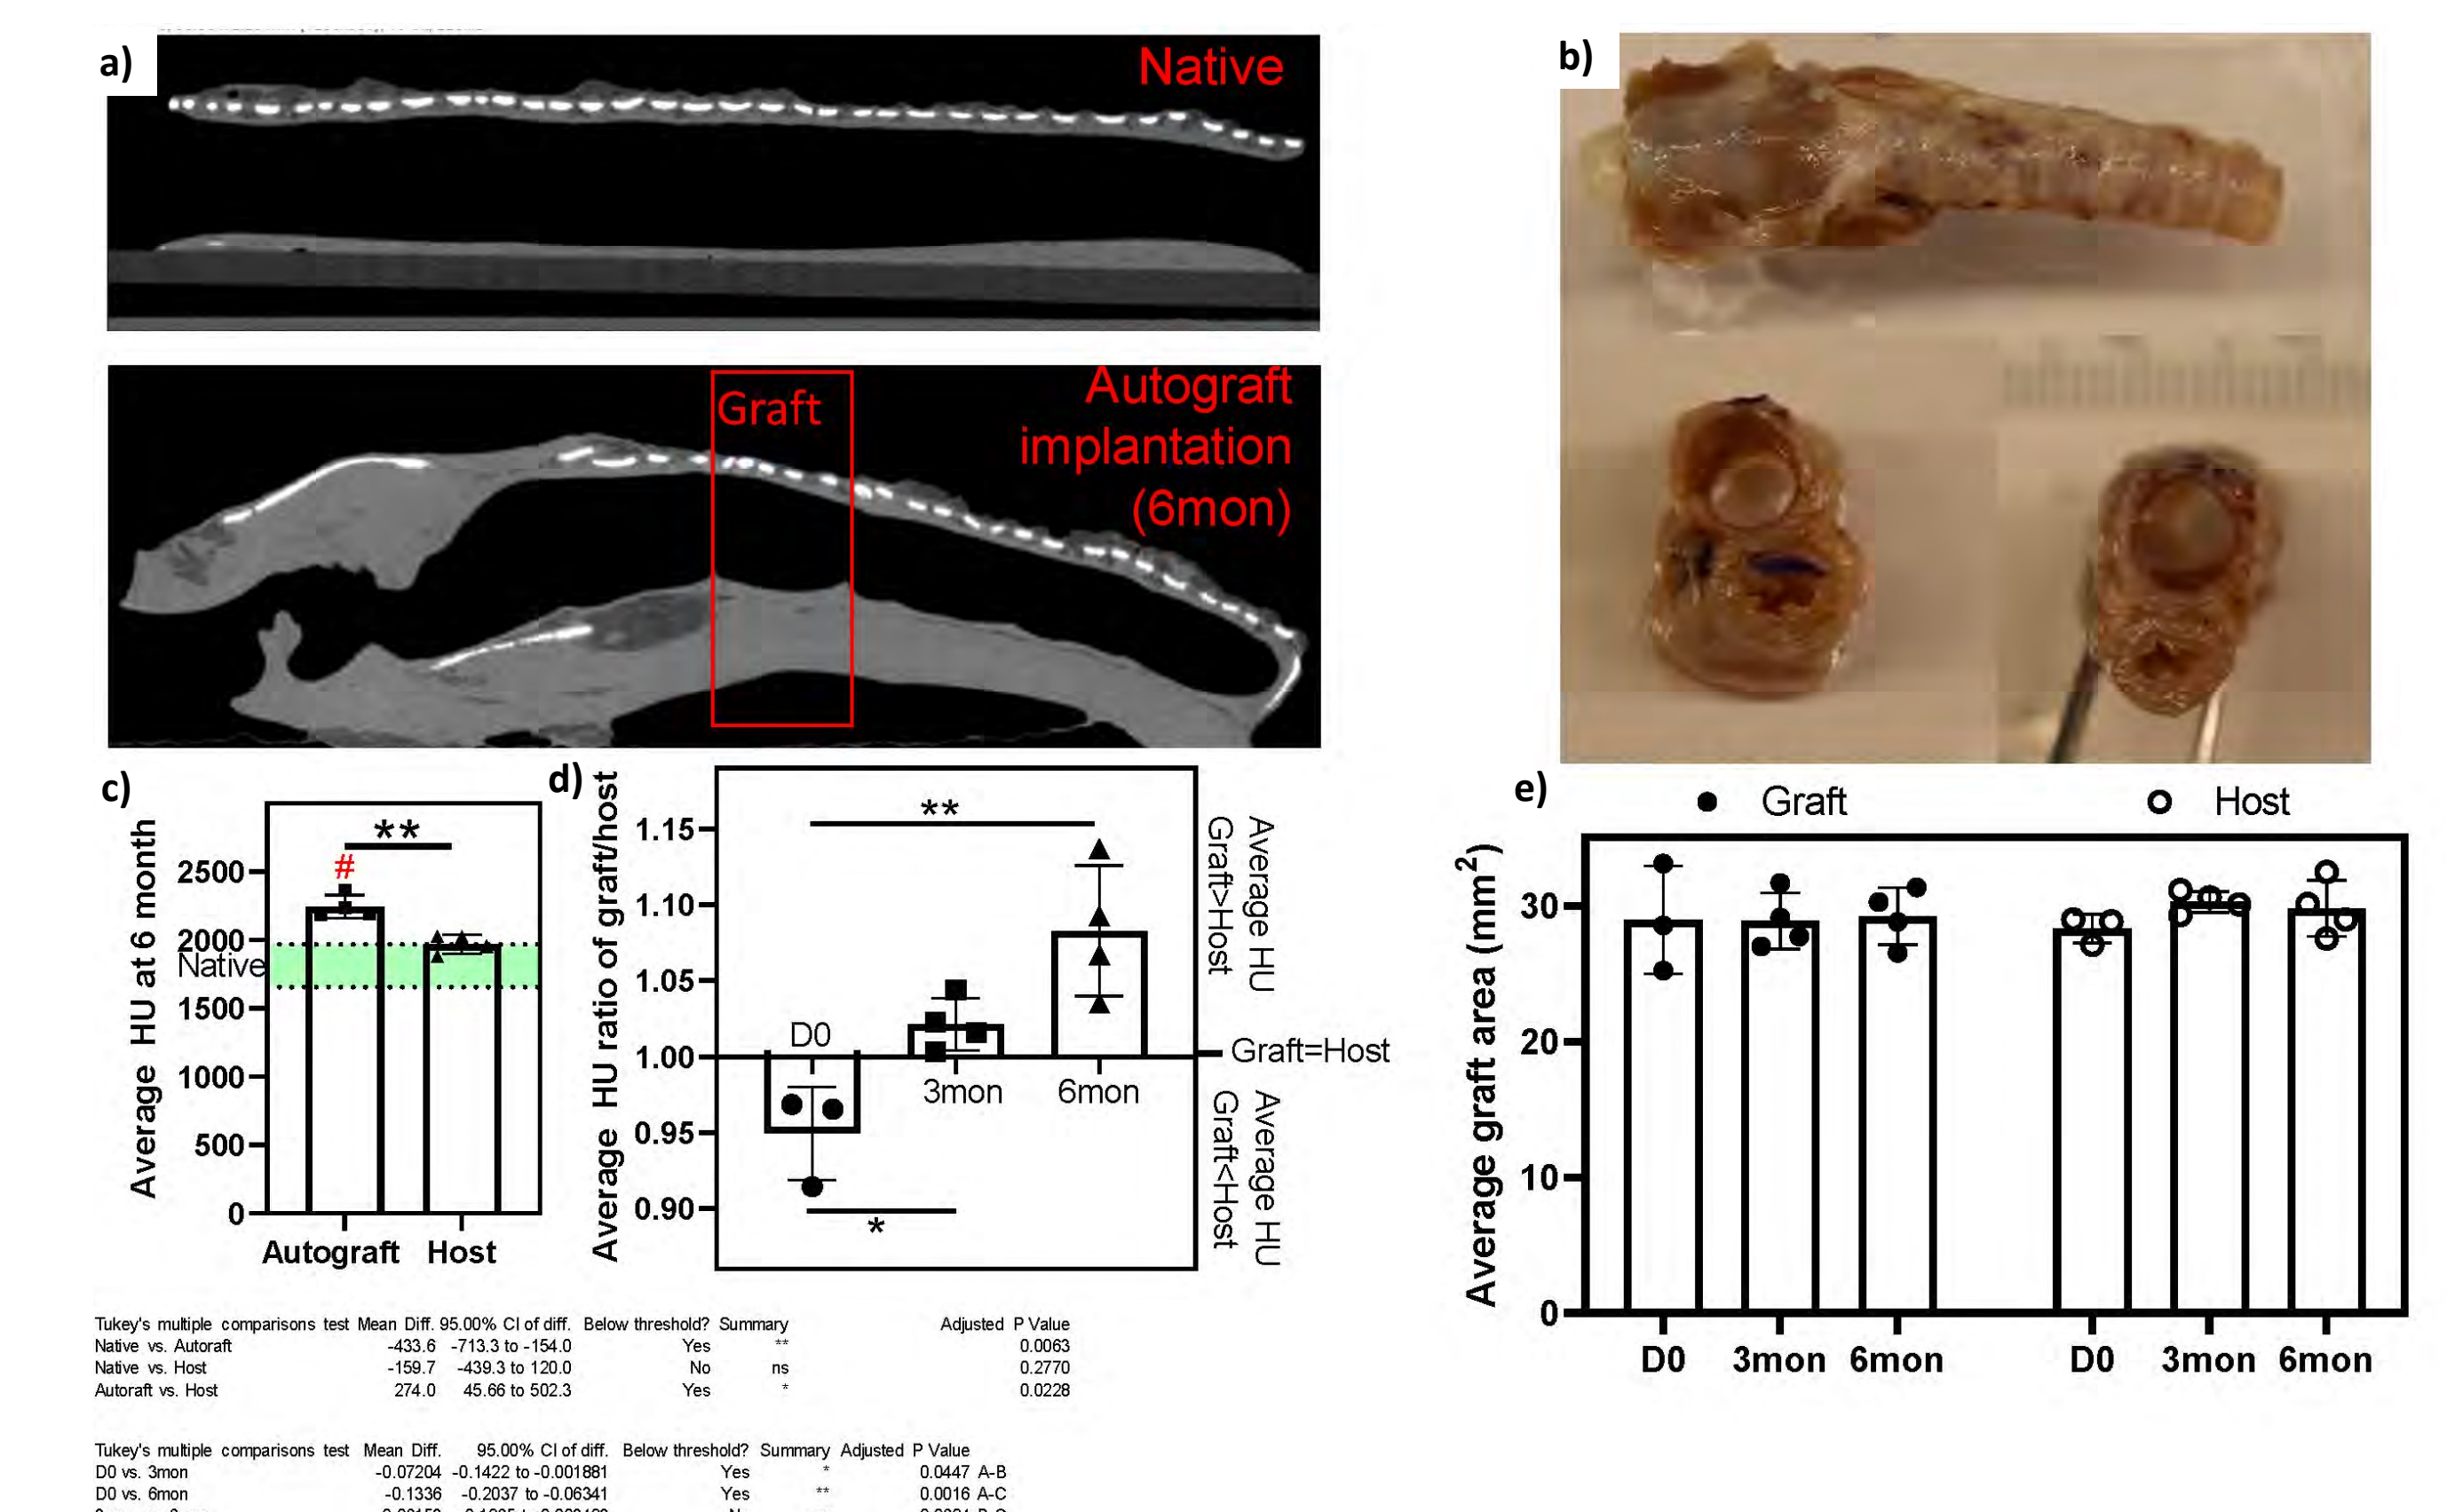 a)
Native
Graft
Autograft
implantation
(6mon)
b)
c)
Average HU at 6 month
2500
2000
Native
1500
1000
500
0
**
#
Autograft Host
d)
Average HU ratio of graft/host
1.15
1.10
1.05
1.00
0.95
0.90
**
D0
3mon
6mon
*
Average HU
Graft>Host
Graft=Host
Average HU
Graft<Host
e)
Graft
Host
Average graft area (mm2)
30
20
10
0
D0 3mon 6mon D0 3mon 6mon
Tukey's multiple comparisons test Mean Diff. 95.00% CI of diff. Below threshold? Summary Adjusted P Value
Native vs. Autoraft -433.6 -713.3 to -154.0 Yes ** 0.0063
Native vs. Host -159.7 -439.3 to 120.0 No ns 0.2770
Autoraft vs. Host 274.0 45.66 to 502.3 Yes * 0.0228
Tukey's multiple comparisons test Mean Diff. 95.00% CI of diff. Below threshold? Summary Adjusted P Value
D0 vs. 3mon -0.07204 -0.1422 to -0.001881 Yes * 0.0447 A-B
D0 vs. 6mon -0.1336 -0.2037 to -0.06341 Yes ** 0.0016 A-C